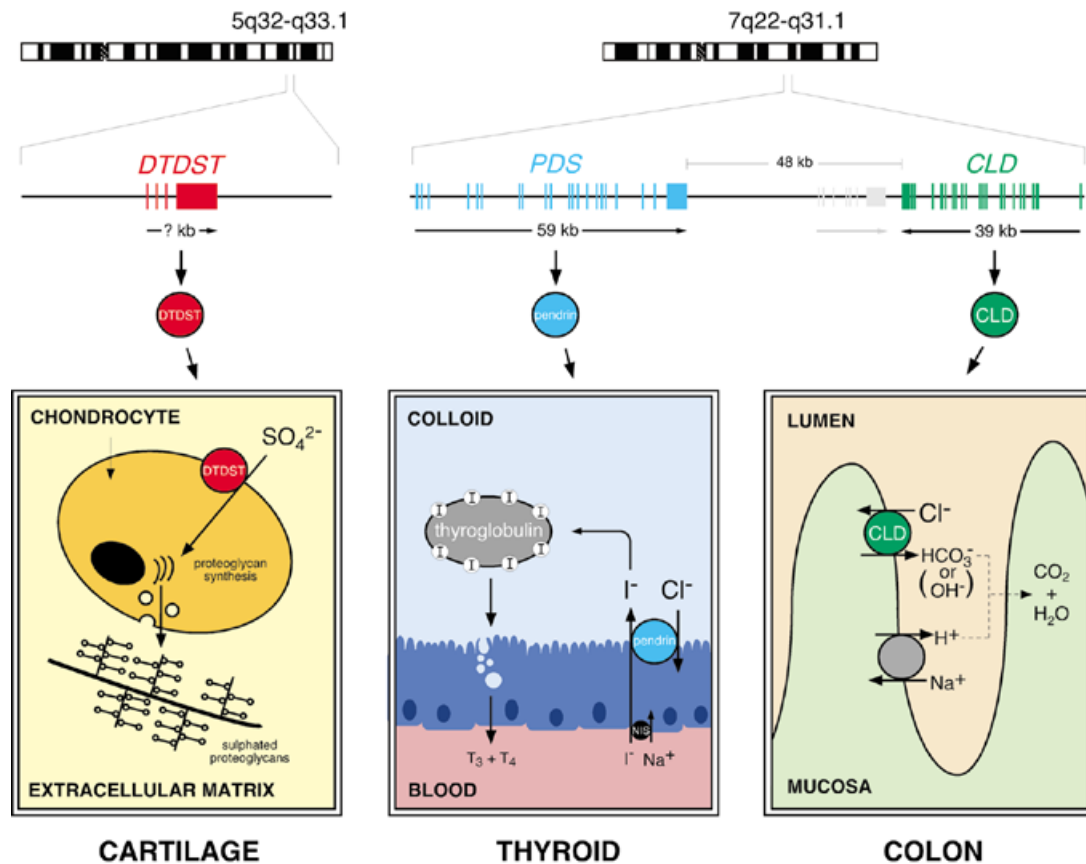 5q32-q33.1
7q22-q31.1
DTDST
PDS
48 kb
CLD
? kb
59 kb
39 kb
DTDST
pendrin
CLD
CHONDROCYTE
SO₄²⁻
DTDST
proteoglycan
synthesis
sulphated
proteoglycans
EXTRACELLULAR MATRIX
COLLOID
I I I I
thyroglobulin
I I I I
I⁻ Cl⁻
pendrin
NIS
T₃ + T₄
I⁻ Na⁺
BLOOD
LUMEN
Cl⁻
CLD
HCO₃⁻
or
(OH⁻)
CO₂
+
H₂O
H⁺
Na⁺
MUCOSA
CARTILAGE
THYROID
COLON